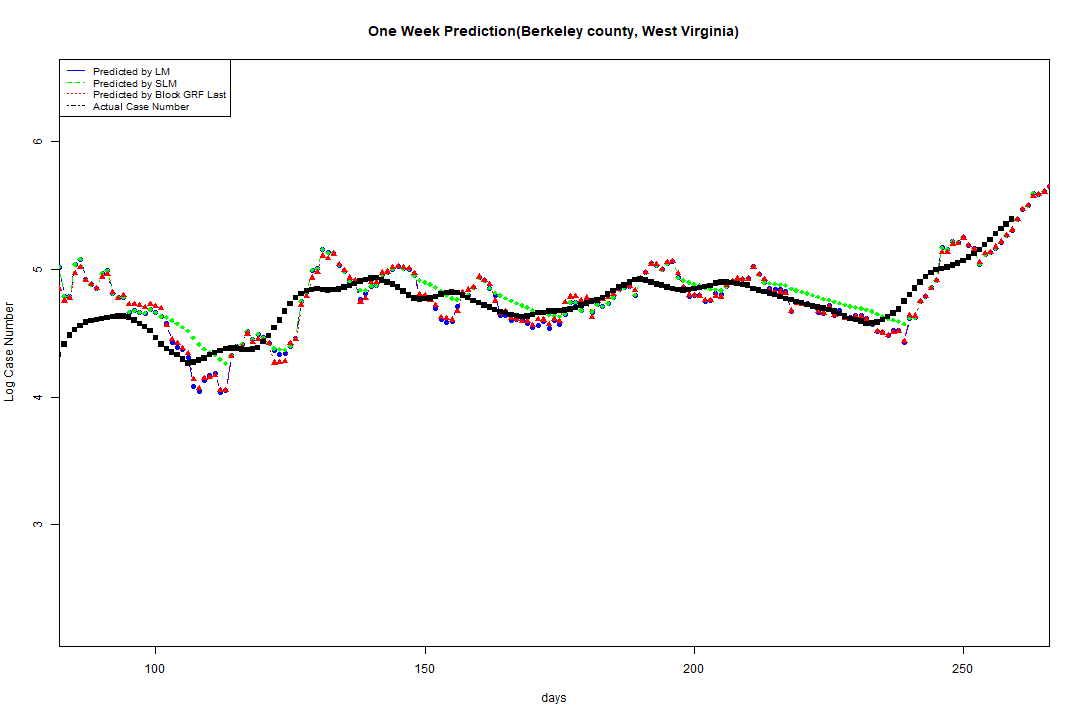 One Week Prediction(Berkeley county, West Virginia)
Predicted by LM
Predicted by SLM
Predicted by Block GRF Last
Actual Case Number
6
5
4
3
Log Case Number
100 150 200 250
days